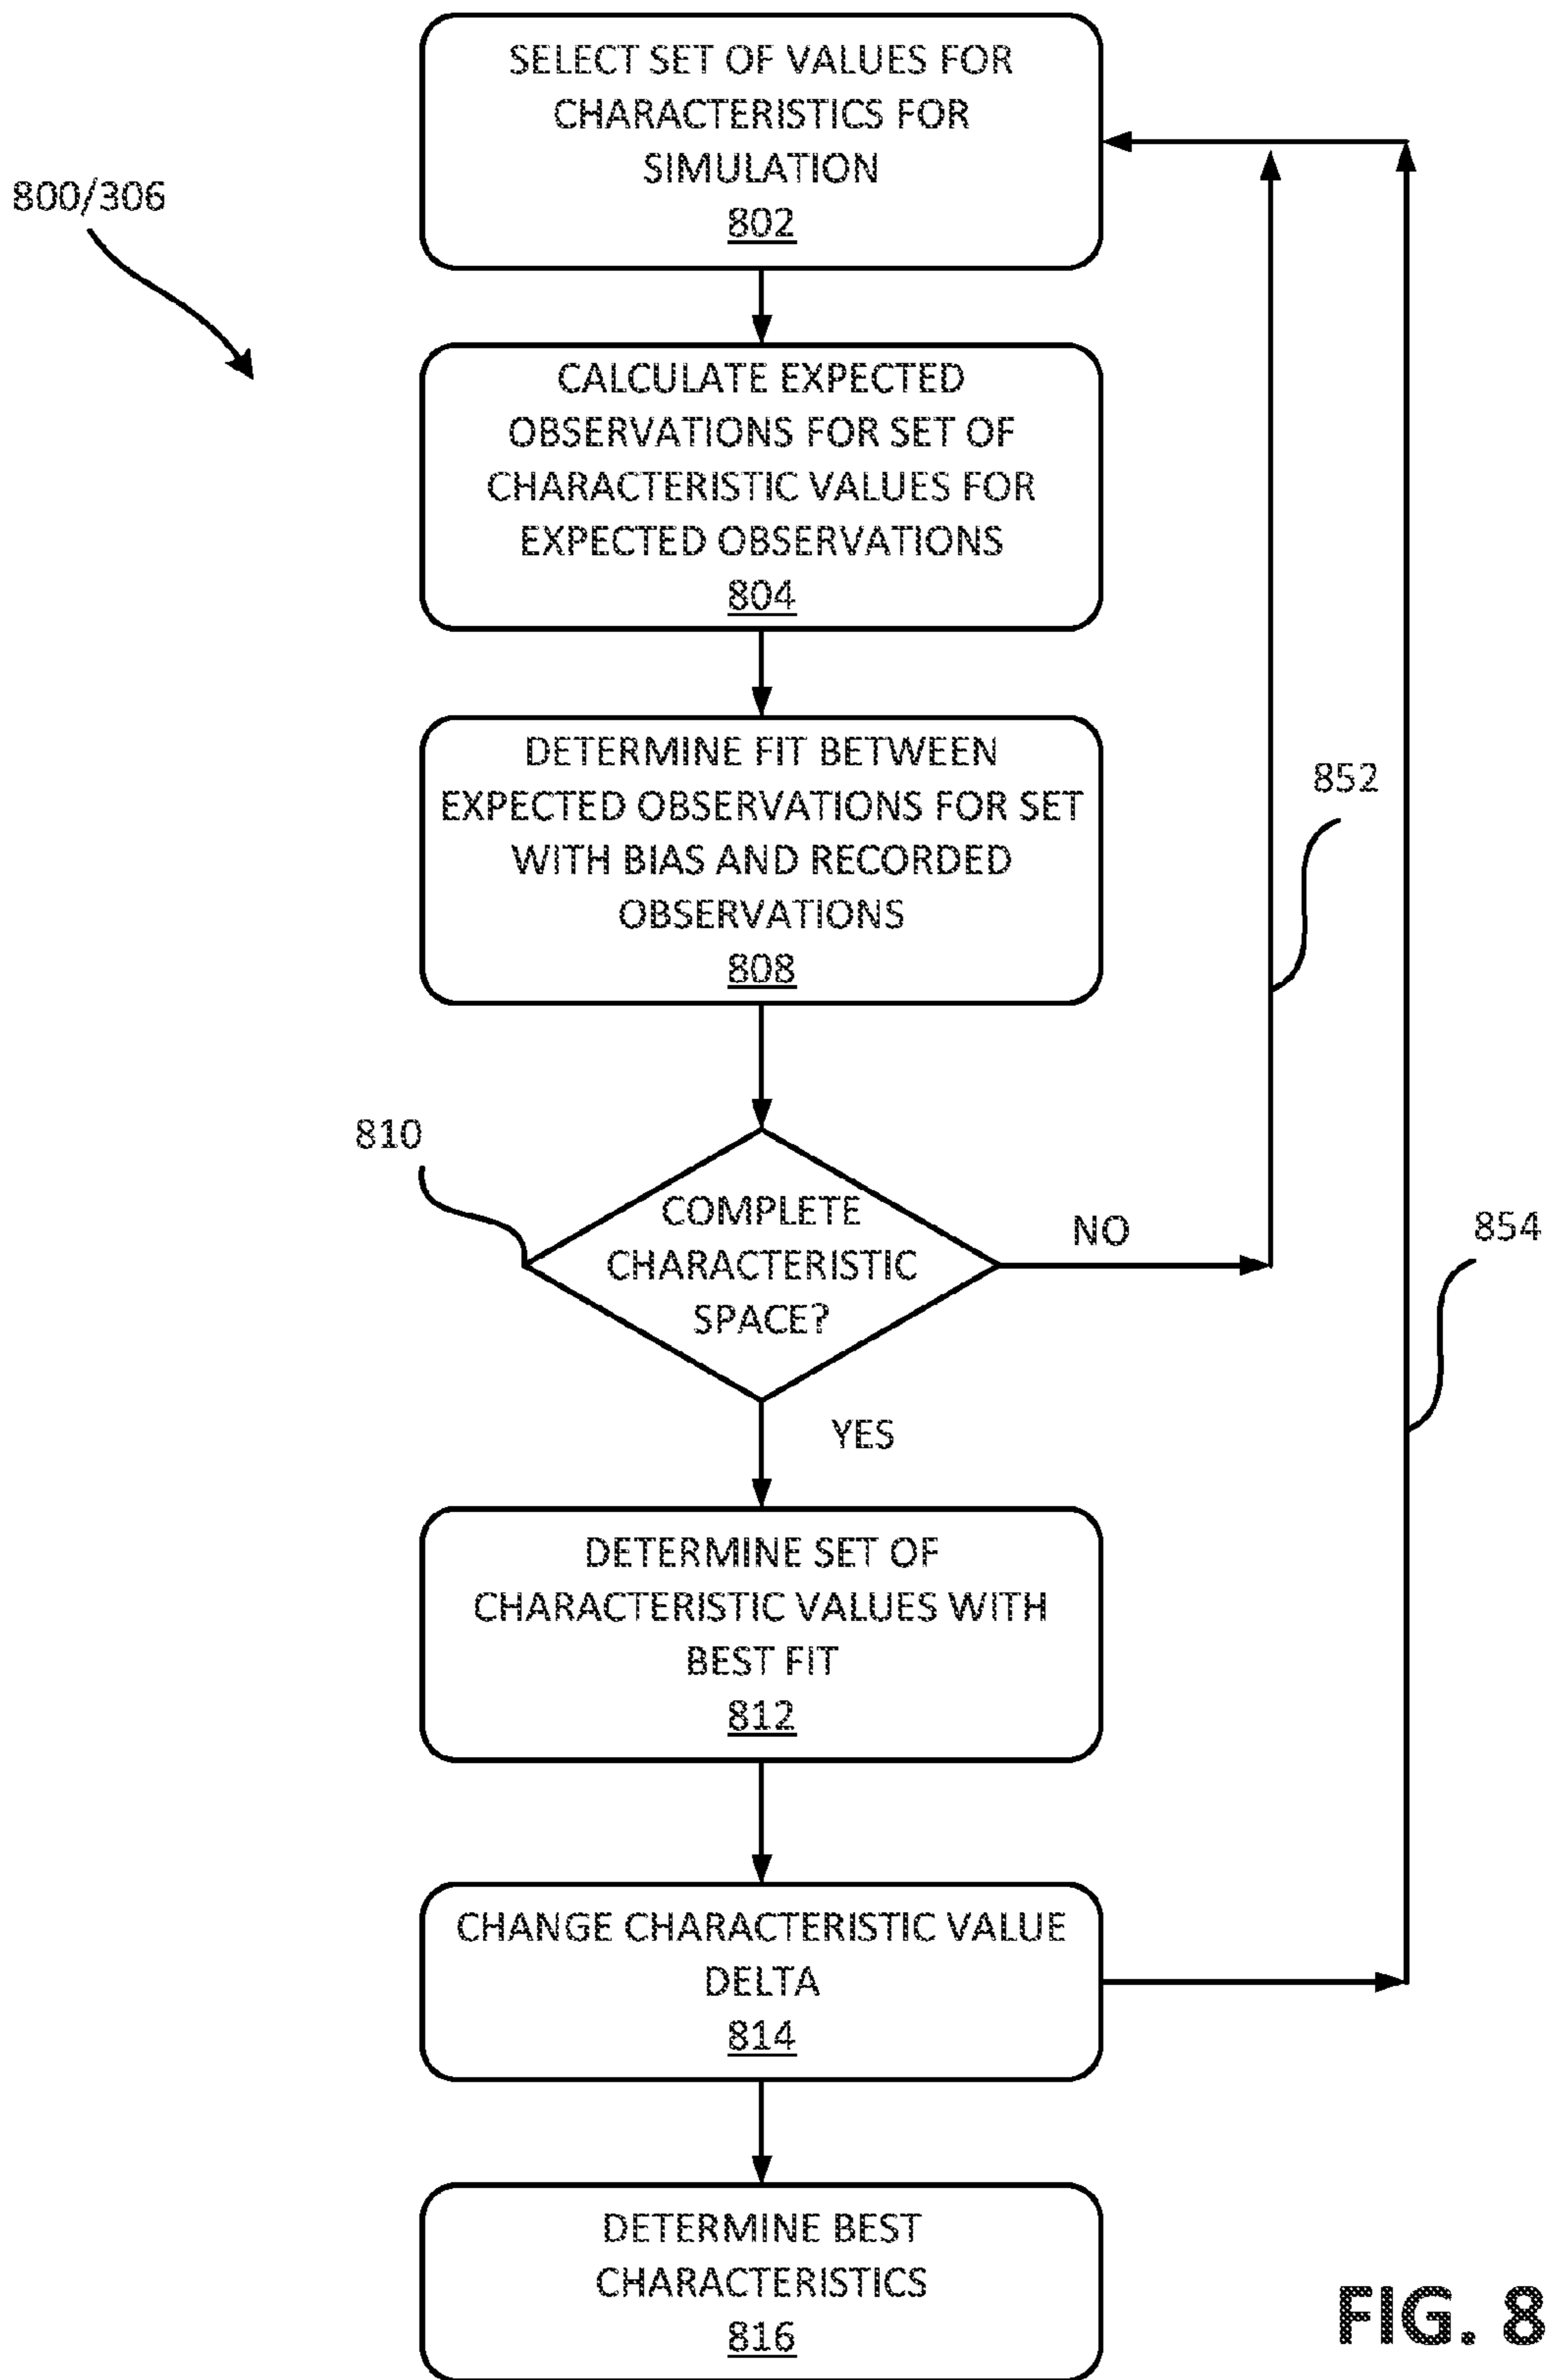 SELECT SET OF VALUES FOR
CHARACTERISTICS FOR
SIMULATION
802
800/306
CALCULATE EXPECTED
OBSERVATIONS FOR SET OF
CHARACTERISTIC VALUES FOR
EXPECTED OBSERVATIONS
804
DETERMINE FIT BETWEEN
EXPECTED OBSERVATIONS FOR SET
WITH BIAS AND RECORDED
OBSERVATIONS
808
852
810
COMPLETE
CHARACTERISTIC
SPACE?
NO
854
YES
DETERMINE SET OF
CHARACTERISTIC VALUES WITH
BEST FIT
812
CHANGE CHARACTERISTIC VALUE
DELTA
814
DETERMINE BEST
CHARACTERISTICS
816
FIG. 8